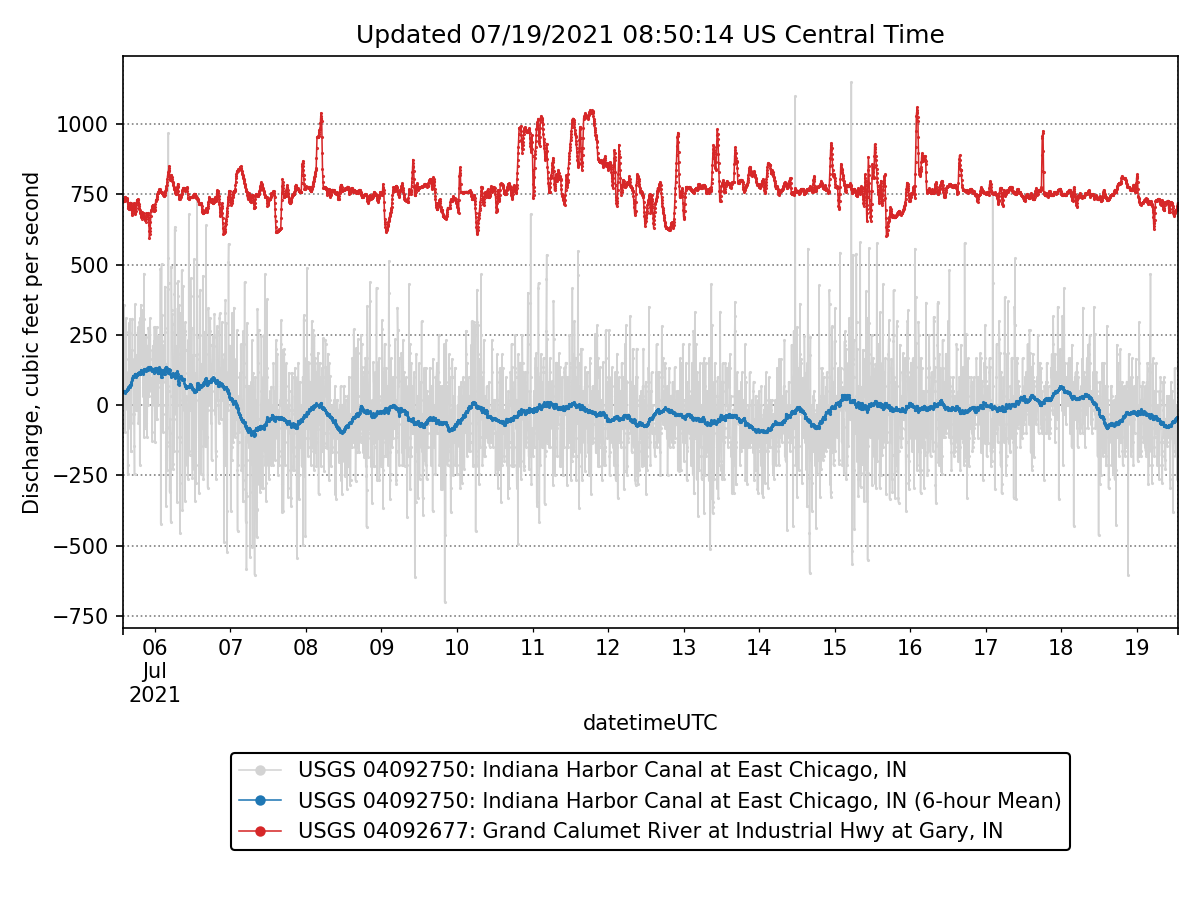 Updated 07/19/2021 08:50:14 US Central Time
Discharge, cubic feet per second
1000
750
500
250
0
−250
−500
−750
06 07 08 09 10 11 12 13 14 15 16 17 18 19
Jul
2021
datetimeUTC
USGS 04092750: Indiana Harbor Canal at East Chicago, IN
USGS 04092750: Indiana Harbor Canal at East Chicago, IN (6-hour Mean)
USGS 04092677: Grand Calumet River at Industrial Hwy at Gary, IN